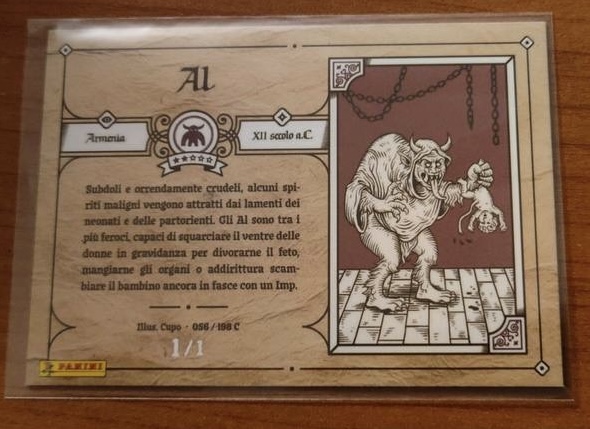 Al
Armenia
XII secolo a.C.
Subdoli e orrendamente crudeli, alcuni spi-
riti maligni vengono attratti dai lamenti dei
neonati e delle partorienti. Gli Al sono tra i
più feroci, capaci di squarciare il ventre delle
donne in gravidanza per divorarne il feto,
mangiarne gli organi o addirittura scam-
biare il bambino ancora in fasce con un Imp.
Illus. Cupo · 056/198 C
1/1
PANINI